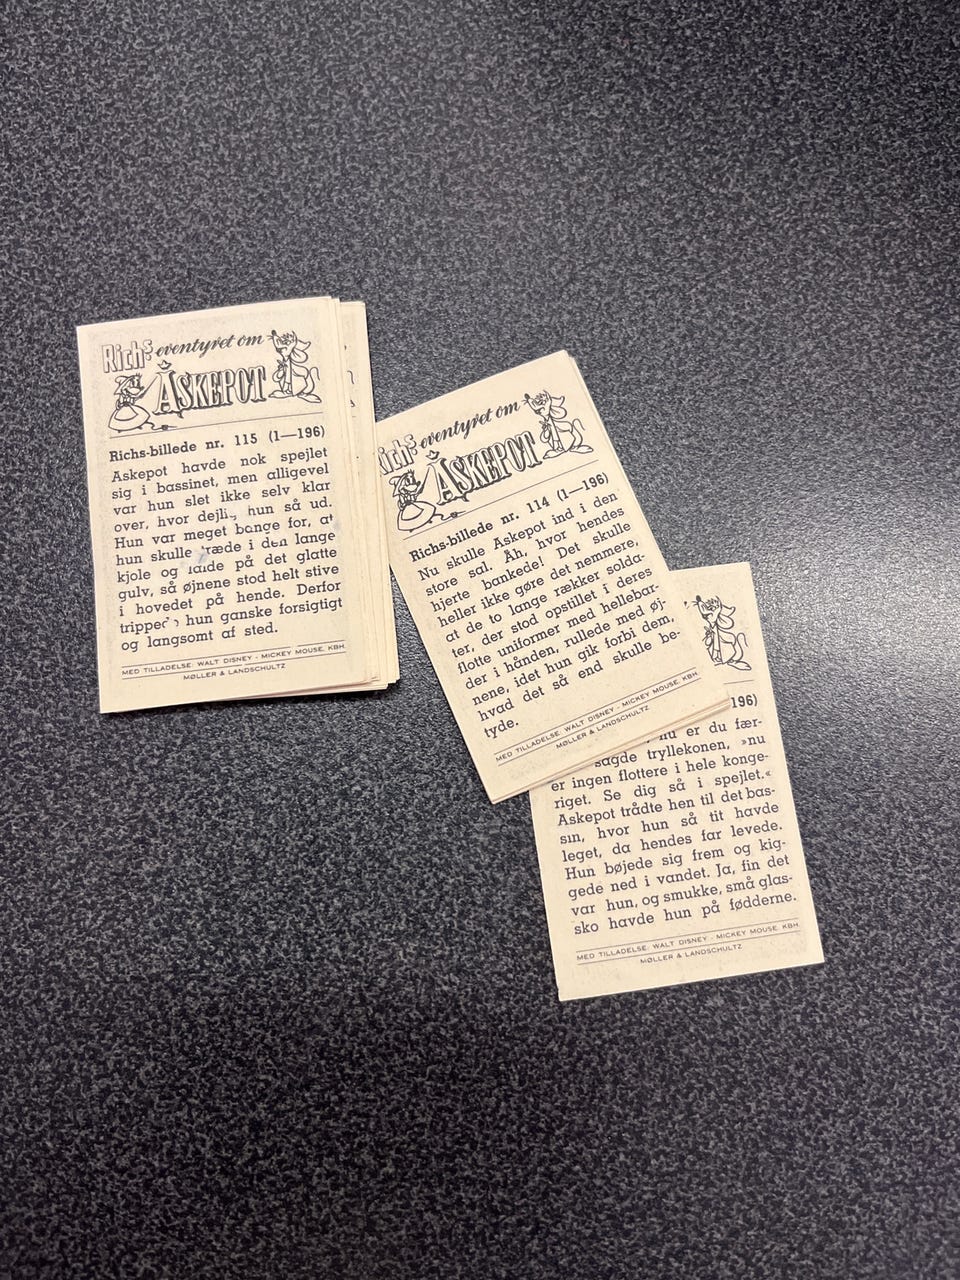 Richs eventyret om
ASKEPOT
Richs-billede nr. 115 (1—196)
Askepot havde nok spejlet
sig i bassinet, men alligevel
var hun slet ikke selv klar
over, hvor hun så ud.
Hun var meget bange for, at
hun skulle i den lange
kjole og på det glatte
gulv, så øjnene stod helt stive
i hovedet på hende. Derfor
hun ganske forsigtigt
og langsomt af sted.
MED TILLADELSE: WALT DISNEY - MICKEY MOUSE, KBH.
MØLLER & LANDSCHULTZ
Richs eventyret om
ASKEPOT
Richs-billede nr. 114 (1—196)
Nu skulle Askepot ind i den
store sal. Åh, hvor hendes
hjerte bankede! Det skulle
heller ikke gøre det nemmere,
at de to lange rækker solda-
ter, der stod opstillet i deres
flotte uniformer med hellebar-
der i hånden, rullede med øj-
nene, idet hun gik forbi dem,
hvad det så end skulle be-
tyde.
MED TILLADELSE: WALT DISNEY - MICKEY MOUSE, KBH.
MØLLER & LANDSCHULTZ
196)
nu er du fær-
sagde tryllekonen, »nu
er ingen flottere i hele konge-
riget. Se dig så i spejlet.«
Askepot trådte hen til det bas-
sin, hvor hun så tit havde
leget, da hendes far levede.
Hun bøjede sig frem og kig-
gede ned i vandet. Ja, fin det
var hun, og smukke, små glas-
sko havde hun på fødderne.
MED TILLADELSE: WALT DISNEY - MICKEY MOUSE, KBH.
MØLLER & LANDSCHULTZ